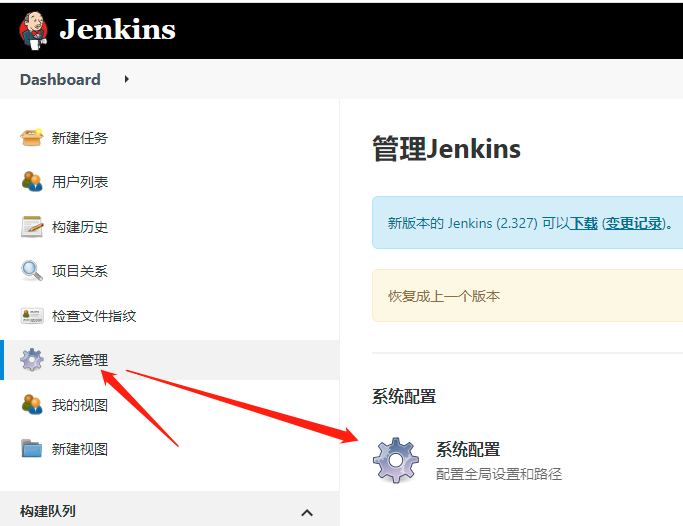 Jenkins
Dashboard
新建任务
用户列表
构建历史
项目关系
检查文件指纹
系统管理
我的视图
新建视图
构建队列
管理Jenkins
新版本的 Jenkins (2.327) 可以下载 (变更记录)。
恢复成上一个版本
系统配置
系统配置
配置全局设置和路径